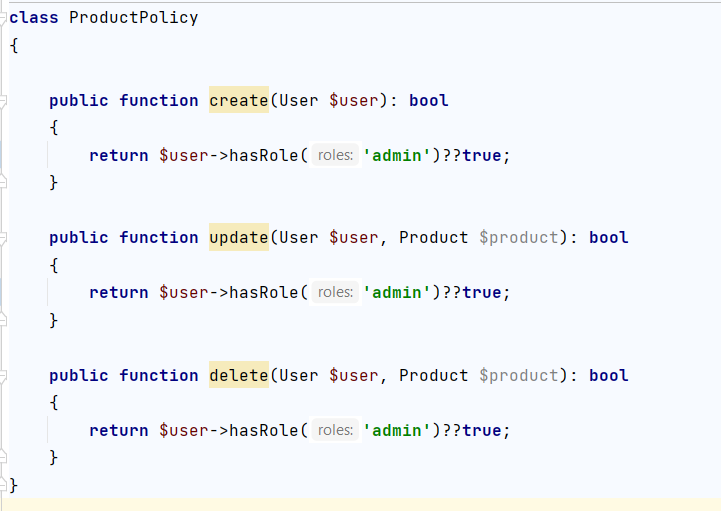 class ProductPolicy
{
public function create(User $user): bool
{
return $user->hasRole( roles: 'admin')??true;
}
public function update(User $user, Product $product): bool
{
return $user->hasRole( roles: 'admin')??true;
}
public function delete(User $user, Product $product): bool
{
return $user->hasRole( roles: 'admin')??true;
}
}